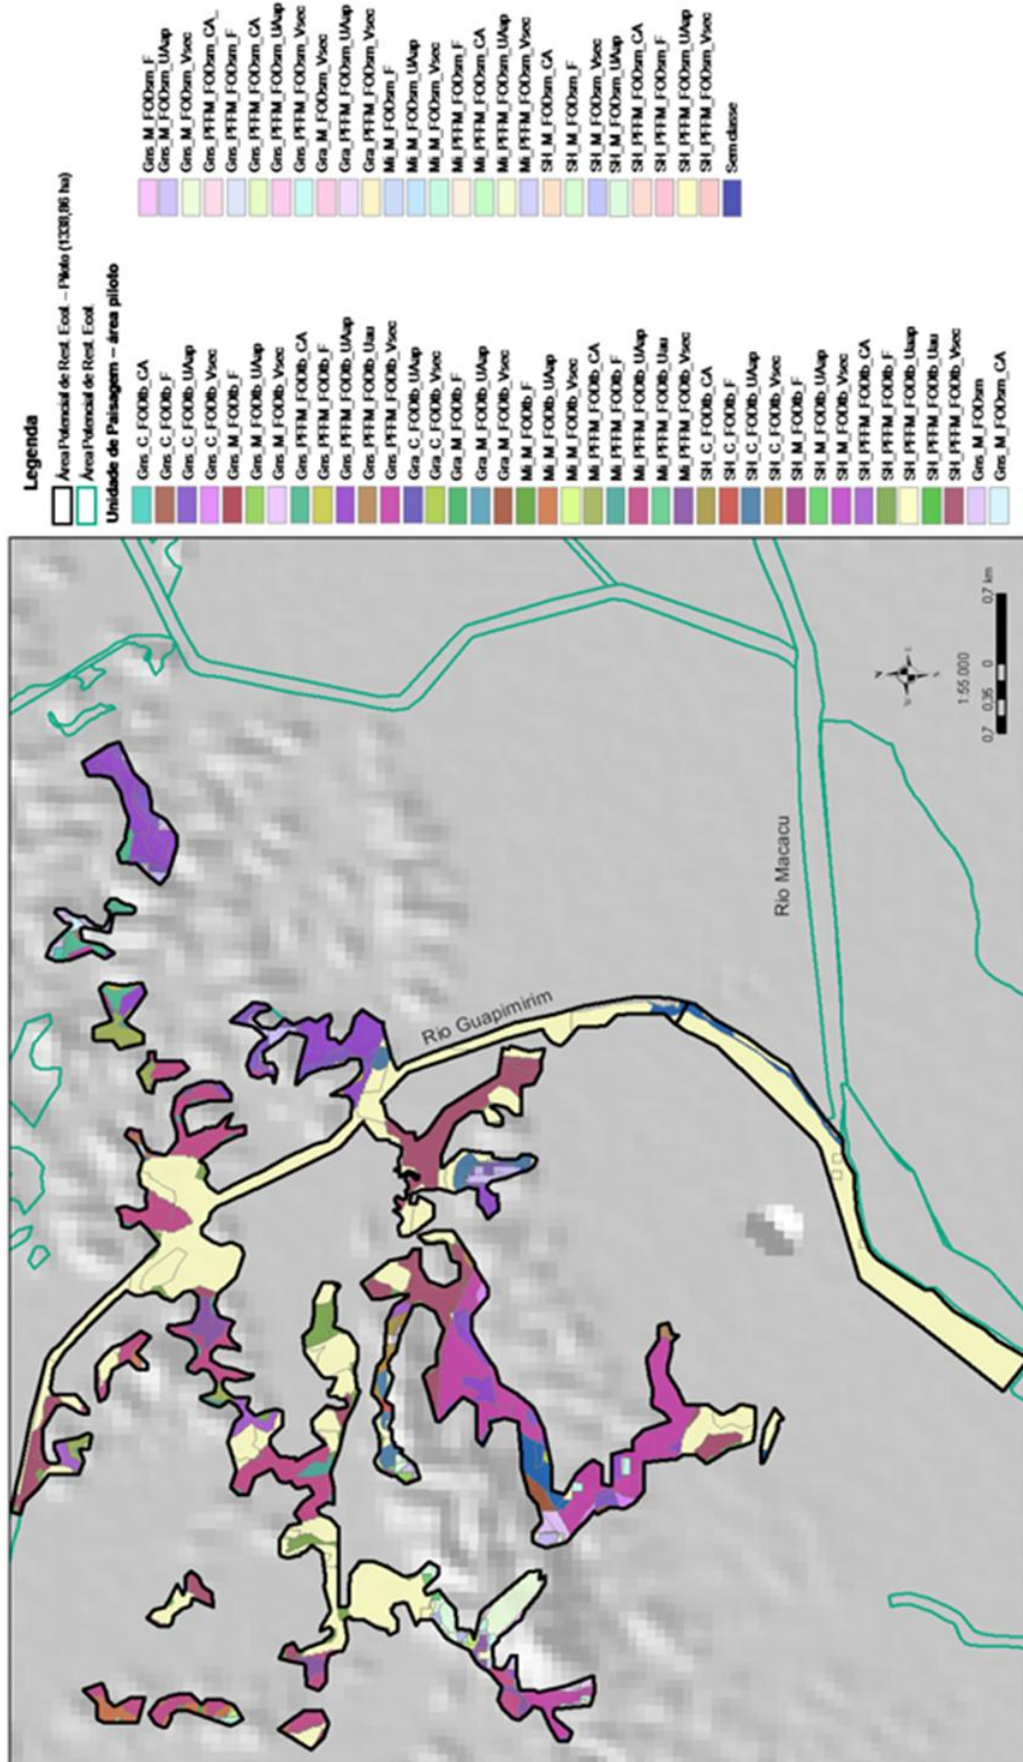 Legenda
Área Potencial de Rest. Ecol. – Piloto (1338,86 ha)
Área Potencial de Rest. Ecol.
Unidade de Paisagem – área piloto
Gns_C_FODtb_CA
Gns_C_FODtb_F
Gns_C_FODtb_UAap
Gns_C_FODtb_Vsec
Gns_M_FODtb_F
Gns_M_FODtb_UAap
Gns_M_FODtb_Vsec
Gns_PFFM_FODtb_CA
Gns_PFFM_FODtb_F
Gns_PFFM_FODtb_UAap
Gns_PFFM_FODtb_Uau
Gns_PFFM_FODtb_Vsec
Gra_C_FODtb_UAap
Gra_C_FODtb_Vsec
Gra_M_FODtb_F
Gra_M_FODtb_UAap
Gra_M_FODtb_Vsec
Mi_M_FODtb_F
Mi_M_FODtb_UAap
Mi_M_FODtb_Vsec
Mi_PFFM_FODtb_CA
Mi_PFFM_FODtb_F
Mi_PFFM_FODtb_UAap
Mi_PFFM_FODtb_Uau
Mi_PFFM_FODtb_Vsec
SH_C_FODtb_CA
SH_C_FODtb_F
SH_C_FODtb_UAap
SH_C_FODtb_Vsec
SH_M_FODtb_F
SH_M_FODtb_UAap
SH_M_FODtb_Vsec
SH_PFFM_FODtb_CA
SH_PFFM_FODtb_F
SH_PFFM_FODtb_Uaap
SH_PFFM_FODtb_Uau
SH_PFFM_FODtb_Vsec
Gns_M_FODsm
Gns_M_FODsm_CA
Gns_M_FODsm_F
Gns_M_FODsm_UAap
Gns_M_FODsm_Vsec
Gns_PFFM_FODsm_CA_
Gns_PFFM_FODsm_F
Gns_PFFM_FODsm_CA
Gns_PFFM_FODsm_UAap
Gns_PFFM_FODsm_Vsec
Gra_M_FODsm_Vsec
Gra_PFFM_FODsm_UAap
Gra_PFFM_FODsm_Vsec
Mi_M_FODsm_F
Mi_M_FODsm_UAap
Mi_M_FODsm_Vsec
Mi_PFFM_FODsm_F
Mi_PFFM_FODsm_CA
Mi_PFFM_FODsm_UAap
Mi_PFFM_FODsm_Vsec
SH_M_FODsm_CA
SH_M_FODsm_F
SH_M_FODsm_Vsec
SH_M_FODsm_UAap
SH_PFFM_FODsm_CA
SH_PFFM_FODsm_F
SH_PFFM_FODsm_UAap
SH_PFFM_FODsm_Vsec
Sem classe
Rio Guapimirim
Rio Macacu
N
1:55.000
0,7 0,35 0 0,7 km